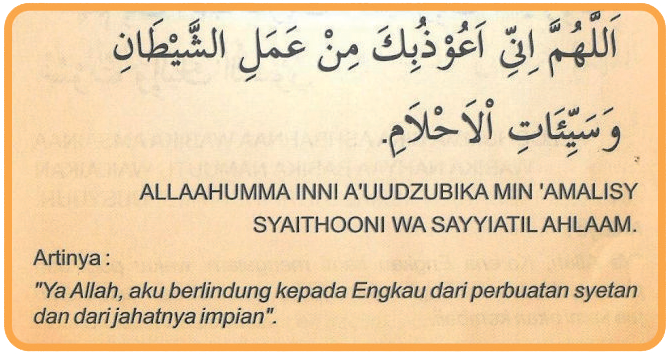 اَللّٰهُمَّ اِنِّيْ اَعُوْذُبِكَ مِنْ عَمَلِ الشَّيْطَانِ
وَسَيِّئَاتِ اْلاَحْلَامِ.
ALLAAHUMMA INNI A'UUDZUBIKA MIN 'AMALISY
SYAITHOONI WA SAYYIATIL AHLAAM.
Artinya :
"Ya Allah, aku berlindung kepada Engkau dari perbuatan syetan
dan dari jahatnya impian".